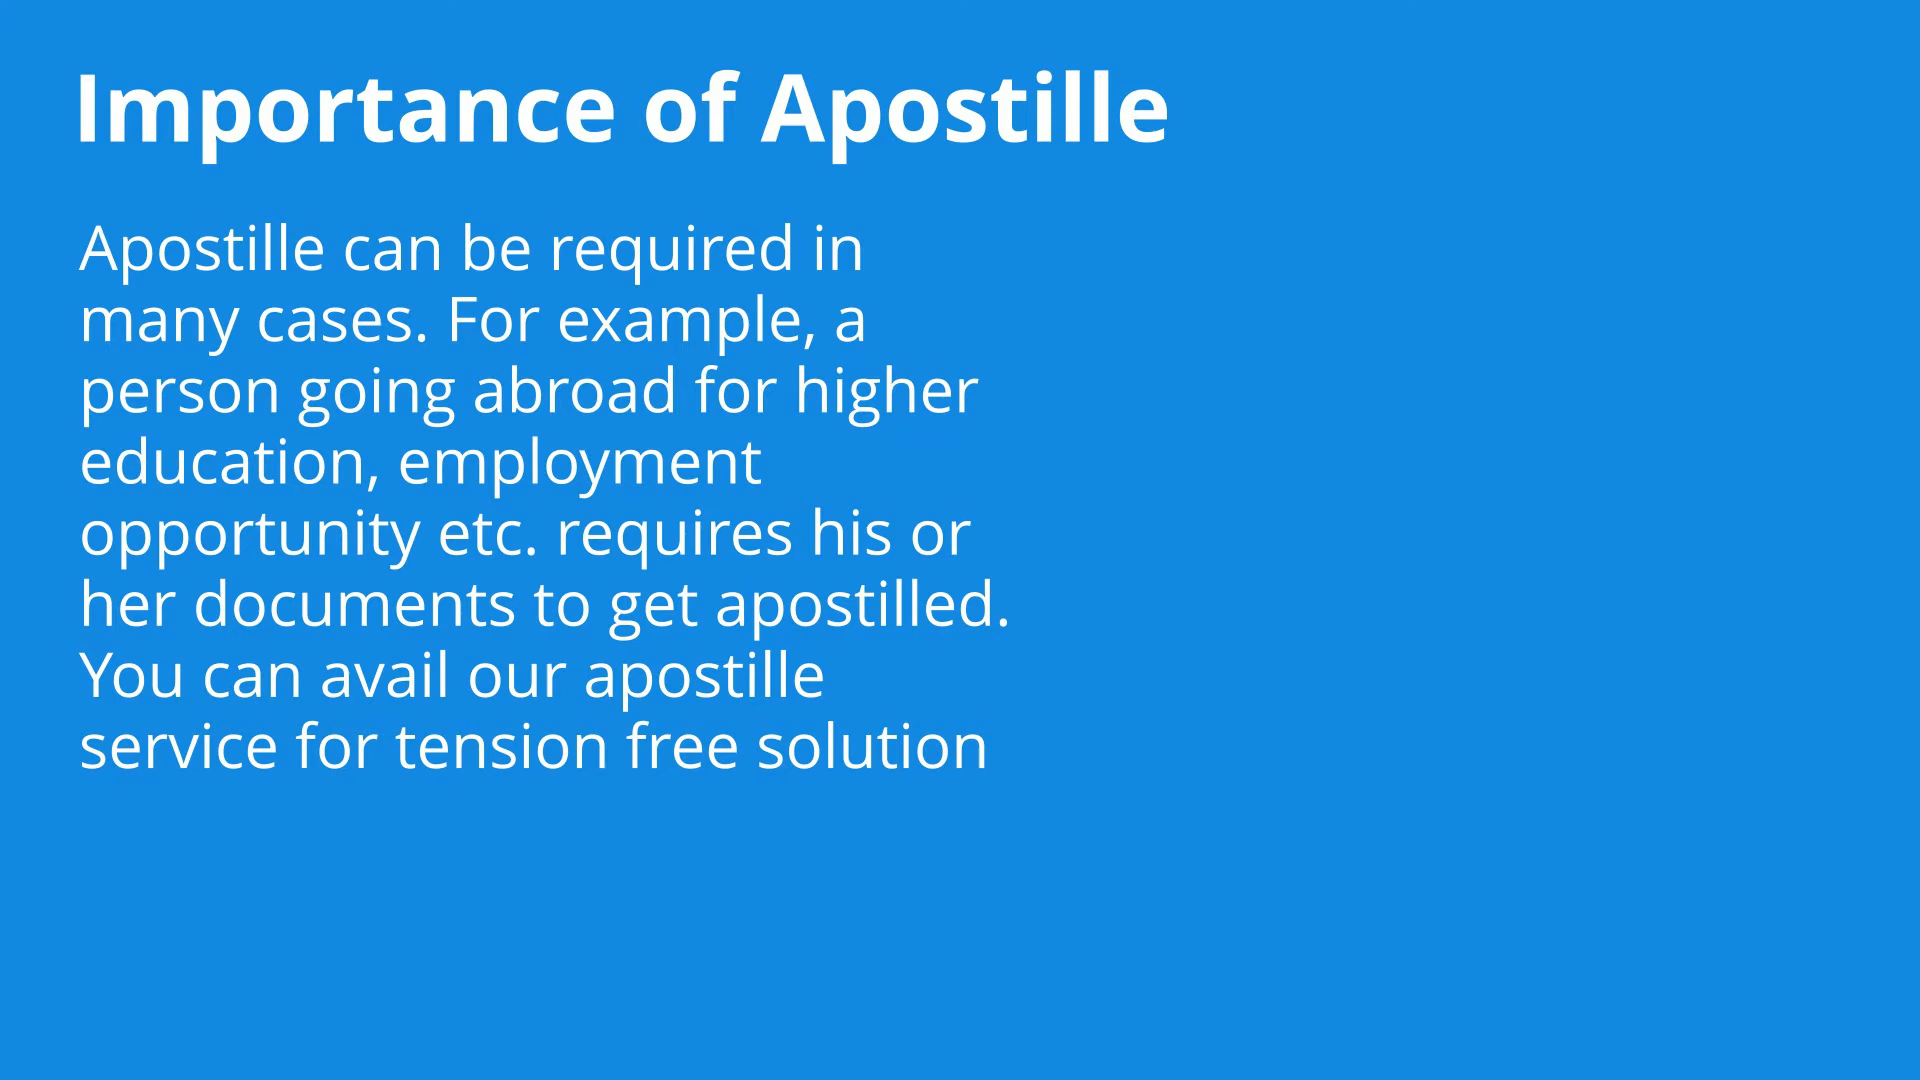 Importance of Apostille
Apostille can be required in
many cases. For example, a
person going abroad for higher
education, employment
opportunity etc. requires his or
her documents to get apostilled.
You can avail our apostille
service for tension free solution